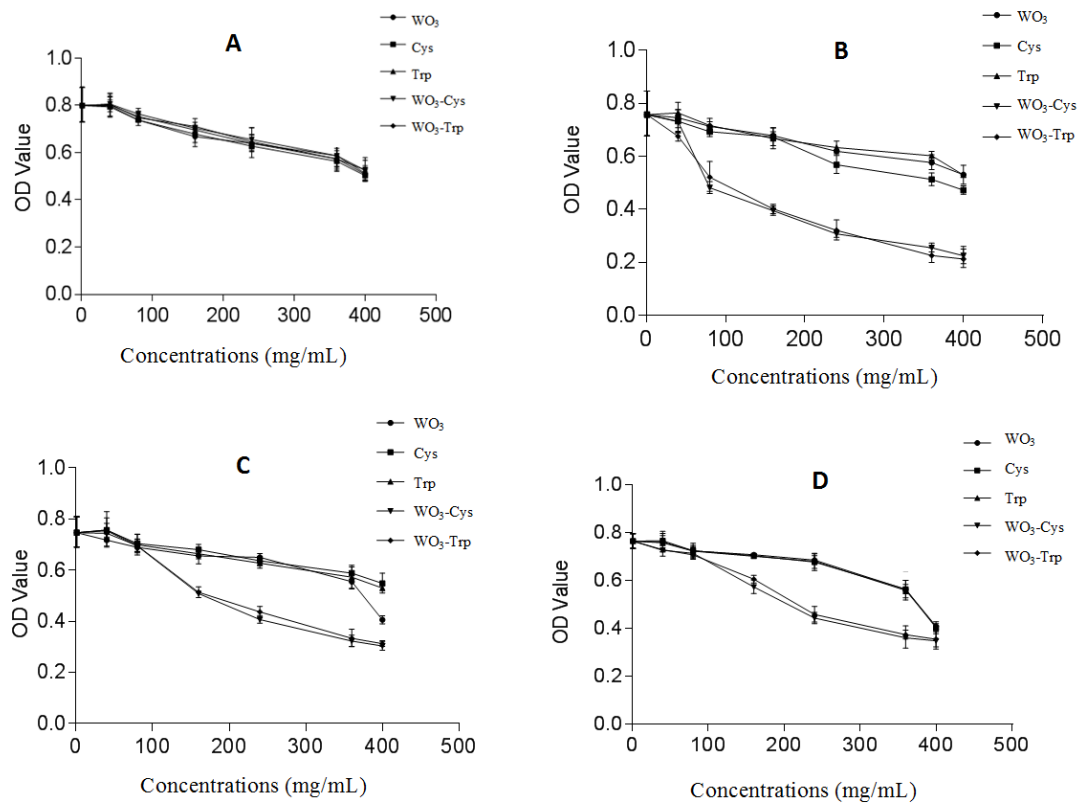 A
WO₃
Cys
Trp
WO₃-Cys
WO₃-Trp
1.0
0.8
0.6
0.4
0.2
0.0
OD Value
0 100 200 300 400 500
Concentrations (mg/mL)
B
WO₃
Cys
Trp
WO₃-Cys
WO₃-Trp
1.0
0.8
0.6
0.4
0.2
0.0
OD Value
0 100 200 300 400 500
Concentrations (mg/mL)
C
WO₃
Cys
Trp
WO₃-Cys
WO₃-Trp
1.0
0.8
0.6
0.4
0.2
0.0
OD Value
0 100 200 300 400 500
Concentrations (mg/mL)
D
WO₃
Cys
Trp
WO₃-Cys
WO₃-Trp
1.0
0.8
0.6
0.4
0.2
0.0
OD Value
0 100 200 300 400 500
Concentrations (mg/mL)